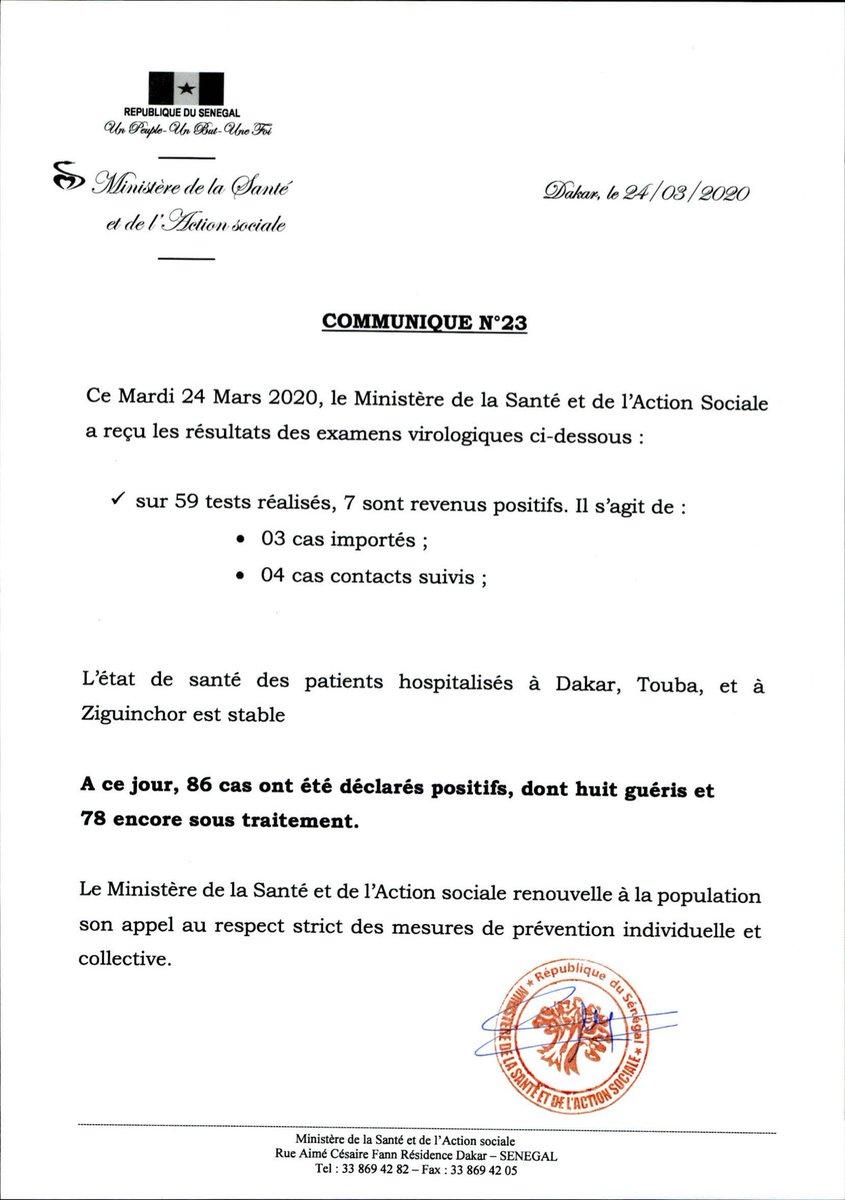 REPUBLIQUE DU SENEGAL
Un Peuple-Un But-Une Foi
Ministère de la Santé
et de l'Action sociale
Dakar, le 24/03/2020
COMMUNIQUE N°23
Ce Mardi 24 Mars 2020, le Ministère de la Santé et de l'Action Sociale
a reçu les résultats des examens virologiques ci-dessous :
✓ sur 59 tests réalisés, 7 sont revenus positifs. Il s'agit de :
• 03 cas importés ;
• 04 cas contacts suivis ;
L'état de santé des patients hospitalisés à Dakar, Touba, et à
Ziguinchor est stable
A ce jour, 86 cas ont été déclarés positifs, dont huit guéris et
78 encore sous traitement.
Le Ministère de la Santé et de l'Action sociale renouvelle à la population
son appel au respect strict des mesures de prévention individuelle et
collective.
République du Sénégal
MINISTÈRE DE LA SANTÉ ET DE L'ACTION SOCIALE
Ministère de la Santé et de l'Action sociale
Rue Aimé Césaire Fann Résidence Dakar – SENEGAL
Tel : 33 869 42 82 – Fax : 33 869 42 05